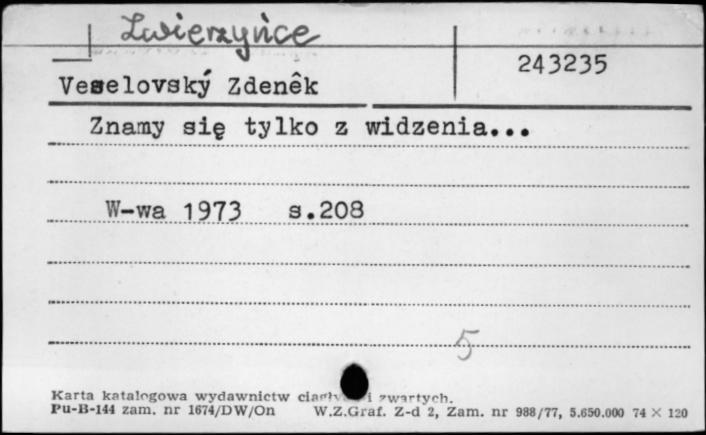 Zwierzyńce
243235
Veselovský Zdenêk
Znamy się tylko z widzenia...
W-wa 1973 s.208
5
Karta katalogowa wydawnictw i zwartych.
Pu-B-144 zam. nr 1674/DW/On W.Z.Graf. Z-d 2, Zam. nr 988/77, 5.650.000 74 × 120